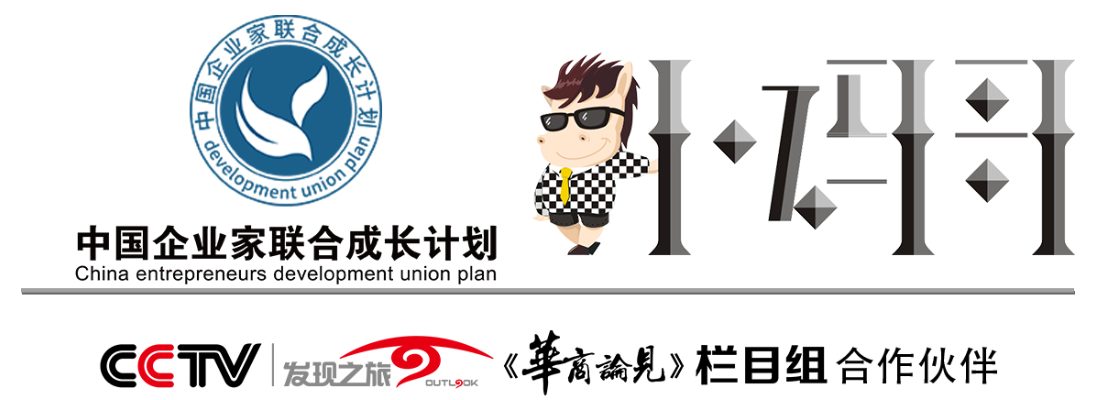 中国企业家联合成长计划
development union plan
中国企业家联合成长计划
China entrepreneurs development union plan
小码哥
CCTV 发现之旅 OUTLOOK 《華商論見》栏目组 合作伙伴